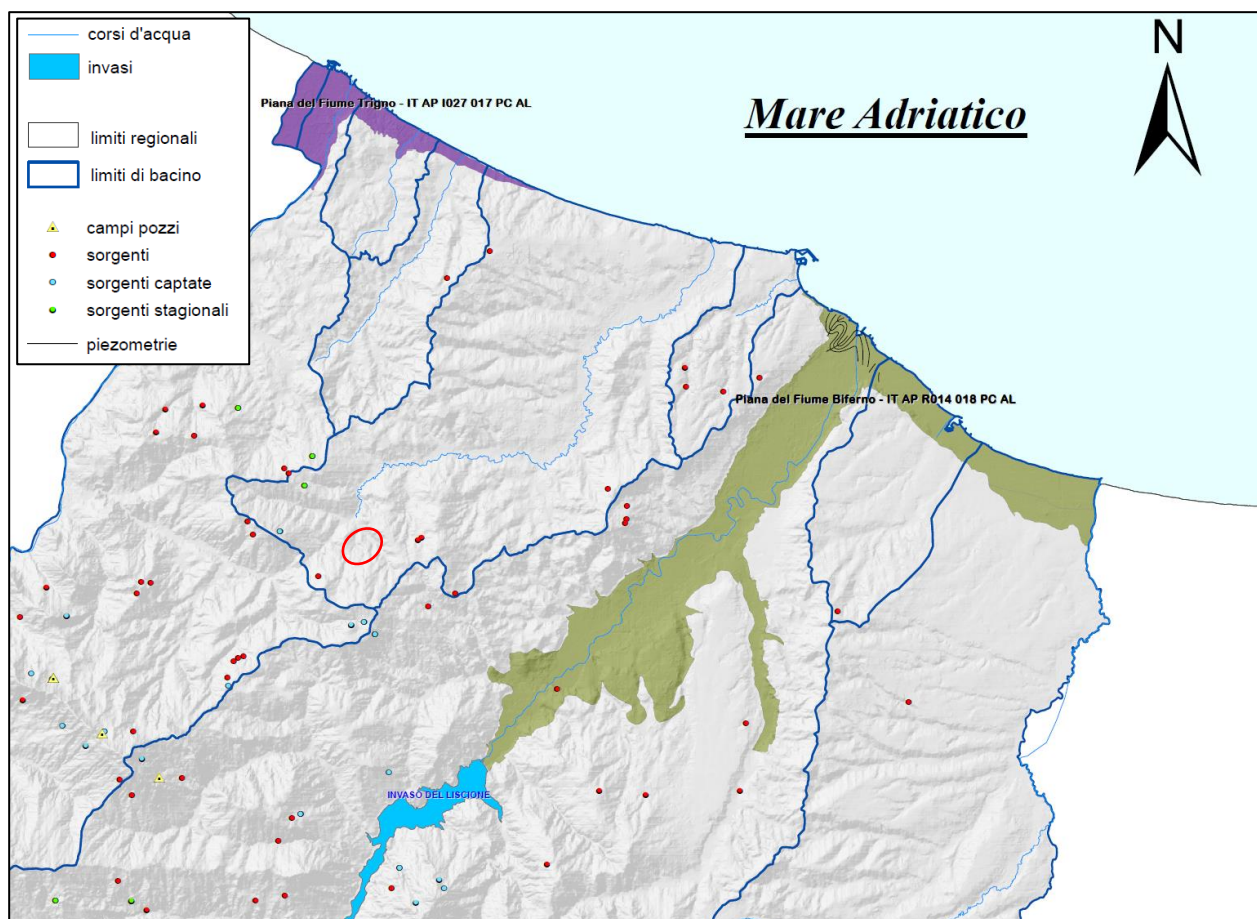 corsi d'acqua
invasi
limiti regionali
limiti di bacino
campi pozzi
sorgenti
sorgenti captate
sorgenti stagionali
piezometrie
N
Mare Adriatico
Piana del Fiume Trigno - IT AP I027 017 PC AL
Piana del Fiume Biferno - IT AP R014 018 PC AL
INVASO DEL LISCIONE